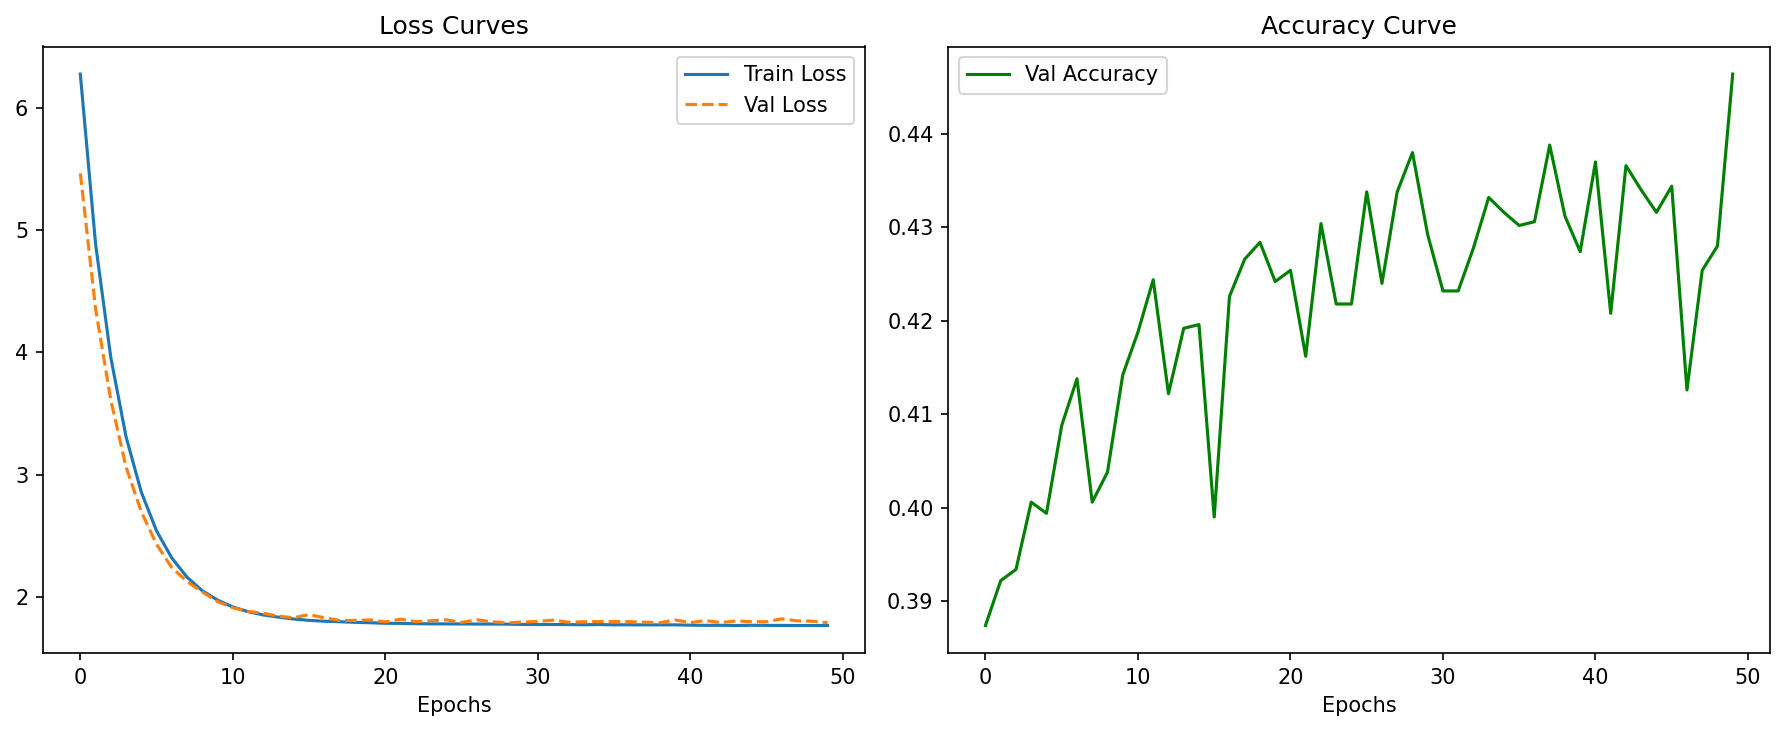 Loss Curves
Train Loss
Val Loss
6
5
4
3
2
0 10 20 30 40 50
Epochs
Accuracy Curve
Val Accuracy
0.44
0.43
0.42
0.41
0.40
0.39
0 10 20 30 40 50
Epochs